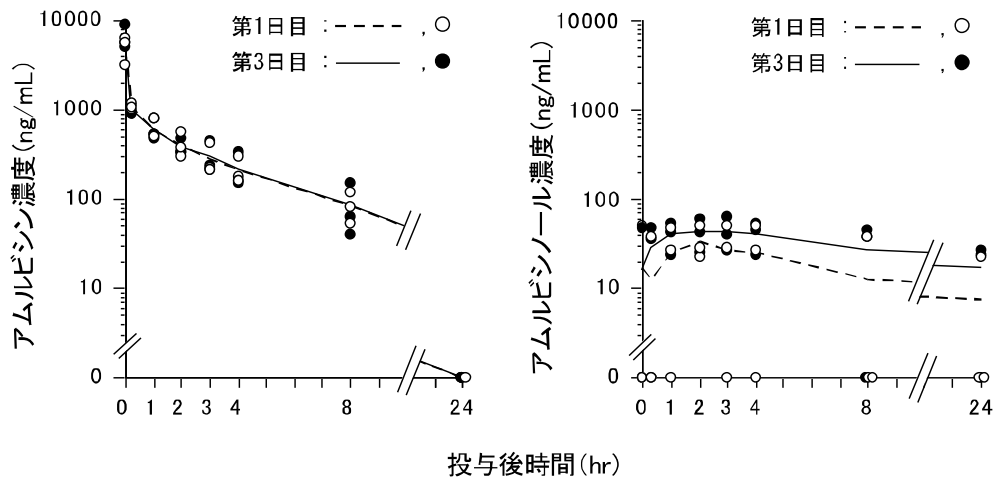 アムルビシン濃度(ng/mL)
10000
1000
100
10
0
第1日目 : , ○
第3日目 : , ●
0 1 2 3 4 8 24
アムルビシノール濃度(ng/mL)
10000
1000
100
10
0
第1日目 : , ○
第3日目 : , ●
0 1 2 3 4 8 24
投与後時間(hr)